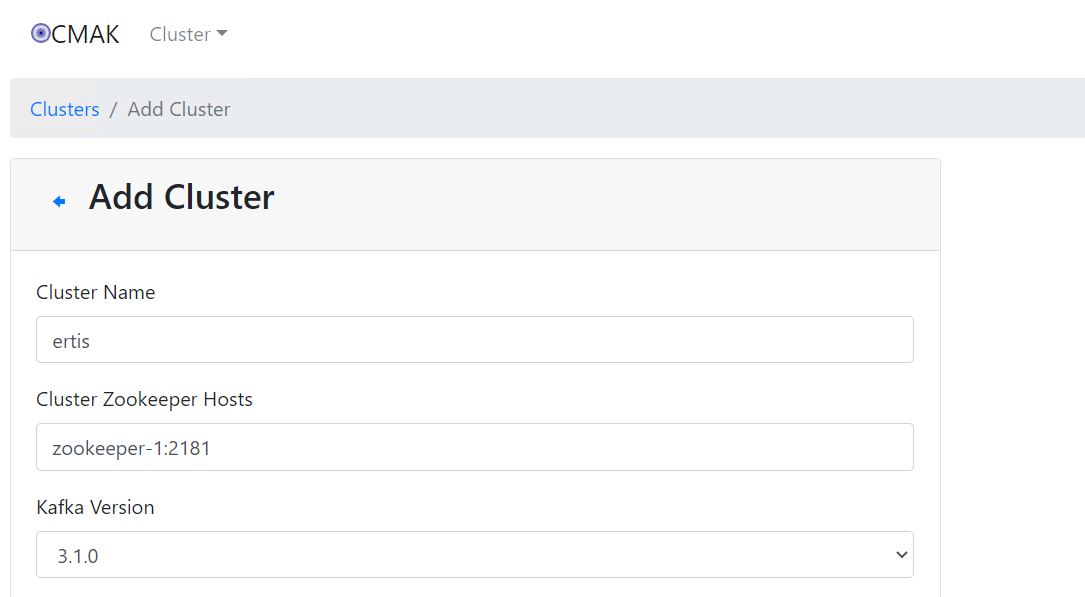 CMAK Cluster
Clusters / Add Cluster
Add Cluster
Cluster Name
ertis
Cluster Zookeeper Hosts
zookeeper-1:2181
Kafka Version
3.1.0